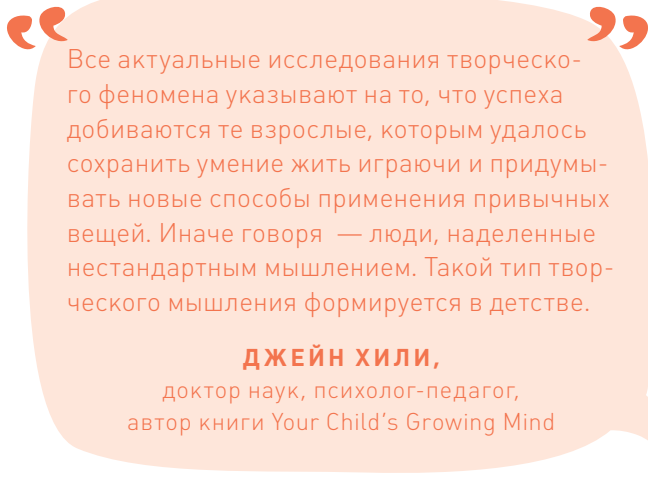 Все актуальные исследования творческо-
го феномена указывают на то, что успеха
добиваются те взрослые, которым удалось
сохранить умение жить играючи и придумы-
вать новые способы применения привычных
вещей. Иначе говоря — люди, наделенные
нестандартным мышлением. Такой тип твор-
ческого мышления формируется в детстве.
ДЖЕЙН ХИЛИ,
доктор наук, психолог-педагог,
автор книги Your Child’s Growing Mind